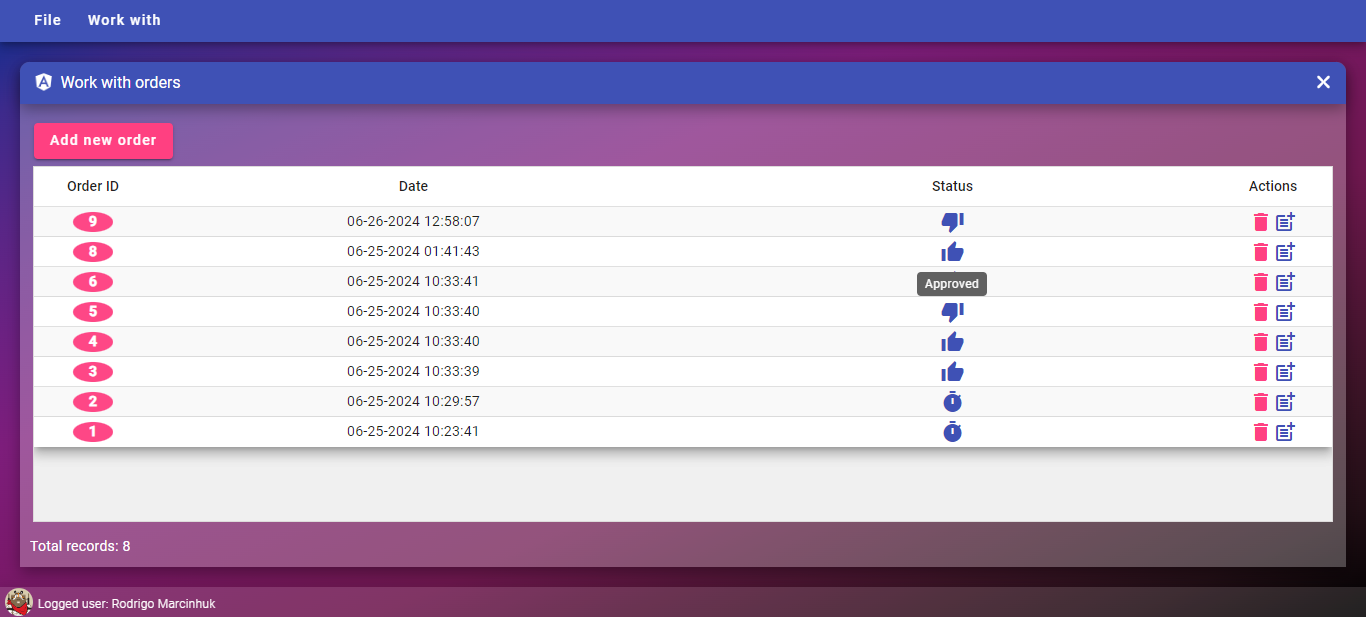 File Work with
Work with orders
Add new order
Order ID Date Status Actions
9 06-26-2024 12:58:07
8 06-25-2024 01:41:43
6 06-25-2024 10:33:41
Approved
5 06-25-2024 10:33:40
4 06-25-2024 10:33:40
3 06-25-2024 10:33:39
2 06-25-2024 10:29:57
1 06-25-2024 10:23:41
Total records: 8
Logged user: Rodrigo Marcinhuk